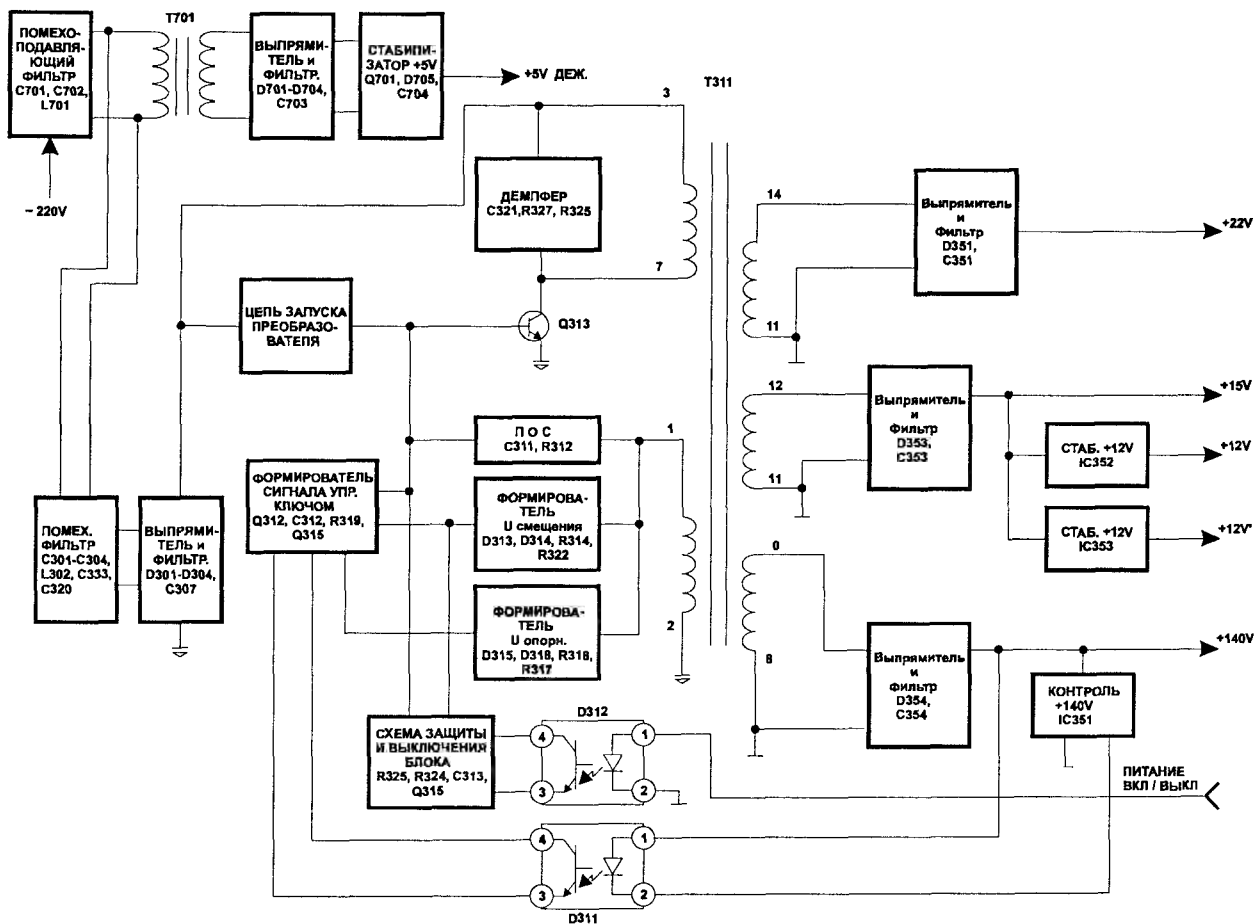 ПОМЕХО-
ПОДАВЛЯ-
ЮЩИЙ
ФИЛЬТР
C701, C702,
L701
~ 220V
T701
ВЫПРЯМИ-
ТЕЛЬ и
ФИЛЬТР.
D701-D704,
C703
СТАБИПИ-
ЗАТОР +5V
Q701, D705,
C704
+5V ДЕЖ.
T311
3
ДЕМПФЕР
C321,R327, R325
7
Q313
ЦЕПЬ ЗАПУСКА
ПРЕОБРАЗО-
ВАТЕПЯ
14
11
Выпрямитель
и
Фильтр
D351,
C351
+22V
12
11
Выпрямитель
и
Фильтр
D353,
C353
+15V
СТАБ. +12V
IC352
+12V
СТАБ. +12V
IC353
+12V'
1
П О С
C311, R312
ФОРМИРОВАТЕЛЬ
СИГНАЛА УПР.
КЛЮЧОМ
Q312, C312, R319,
Q315
ФОРМИРОВА-
ТЕЛЬ
U смещения
D313, D314, R314,
R322
ФОРМИРОВА-
ТЕЛЬ
U опорн.
D315, D318, R318,
R317
2
ПОМЕХ.
ФИЛЬТР
C301-C304,
L302, C333,
C320
ВЫПРЯМИ-
ТЕЛЬ и
ФИЛЬТР.
D301-D304,
C307
0
8
Выпрямитель
и
Фильтр
D354,
C354
+140V
КОНТРОЛЬ
+140V
IC351
СХЕМА ЗАЩИТЫ
И ВЫКЛЮЧЕНИЯ
БЛОКА
R325, R324, C313,
Q315
D312
4
1
3
2
ПИТАНИЕ
ВКЛ / ВЫКЛ
4
1
3
2
D311